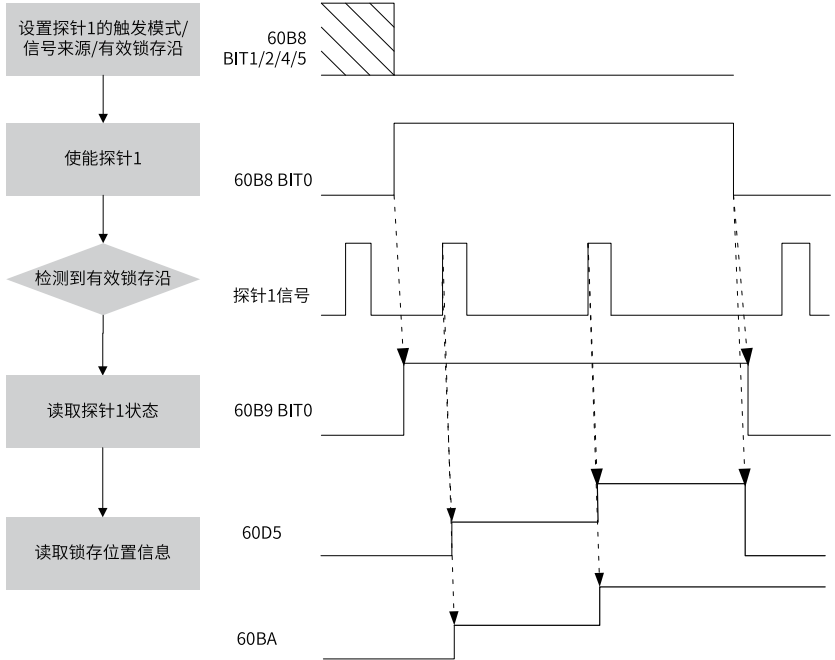 设置探针1的触发模式/
信号来源/有效锁存沿
使能探针1
检测到有效锁存沿
读取探针1状态
读取锁存位置信息
60B8
BIT1/2/4/5
60B8 BIT0
探针1信号
60B9 BIT0
60D5
60BA